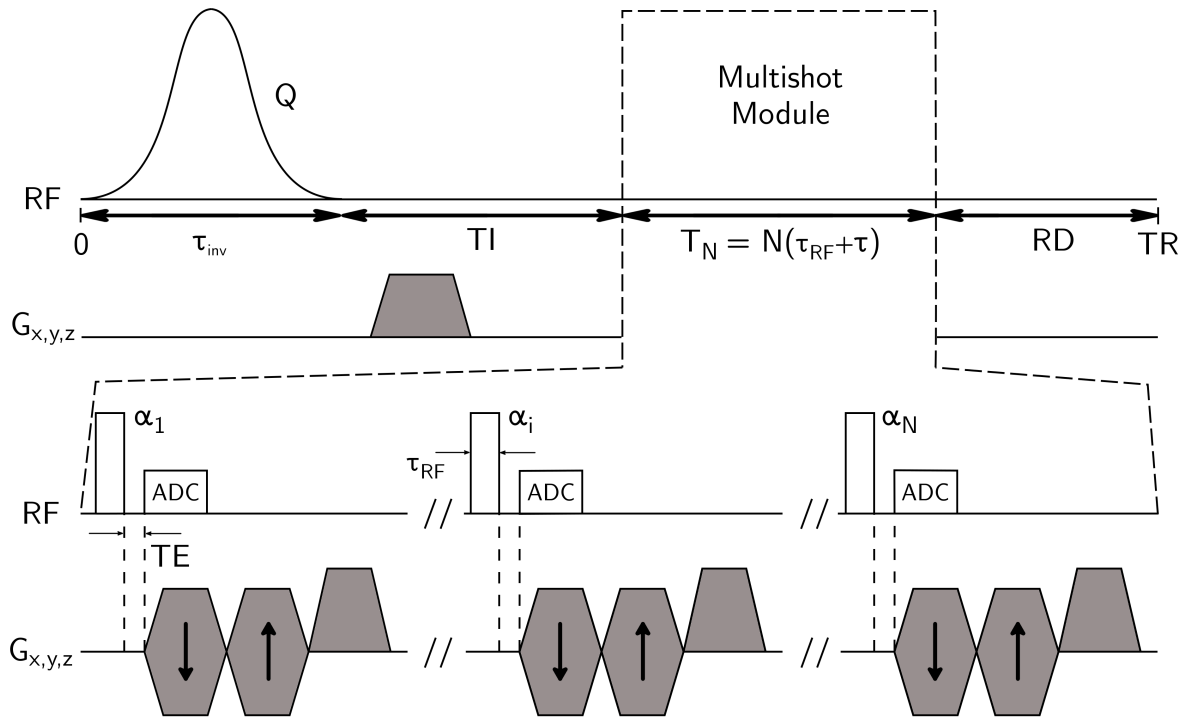 Q
Multishot
Module
RF
0
τinv
TI
TN = N(τRF+τ)
RD
TR
Gx,y,z
α1
αi
αN
τRF
ADC
ADC
ADC
RF
//
//
TE
Gx,y,z
//
//